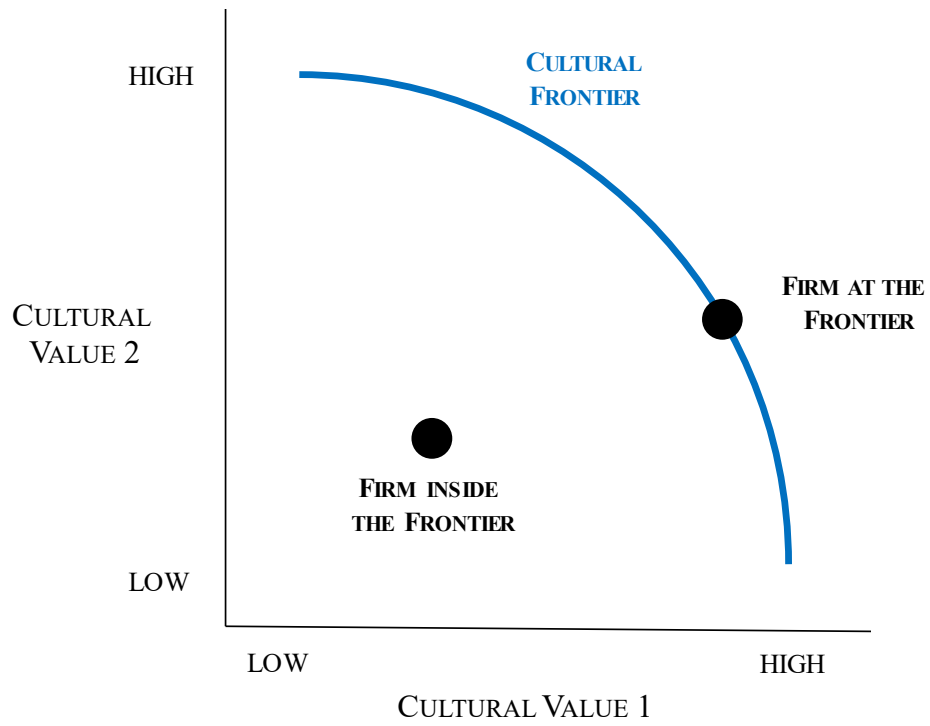 HIGH
CULTURAL
FRONTIER
FIRM AT THE
FRONTIER
CULTURAL
VALUE 2
FIRM INSIDE
THE FRONTIER
LOW
LOW
HIGH
CULTURAL VALUE 1